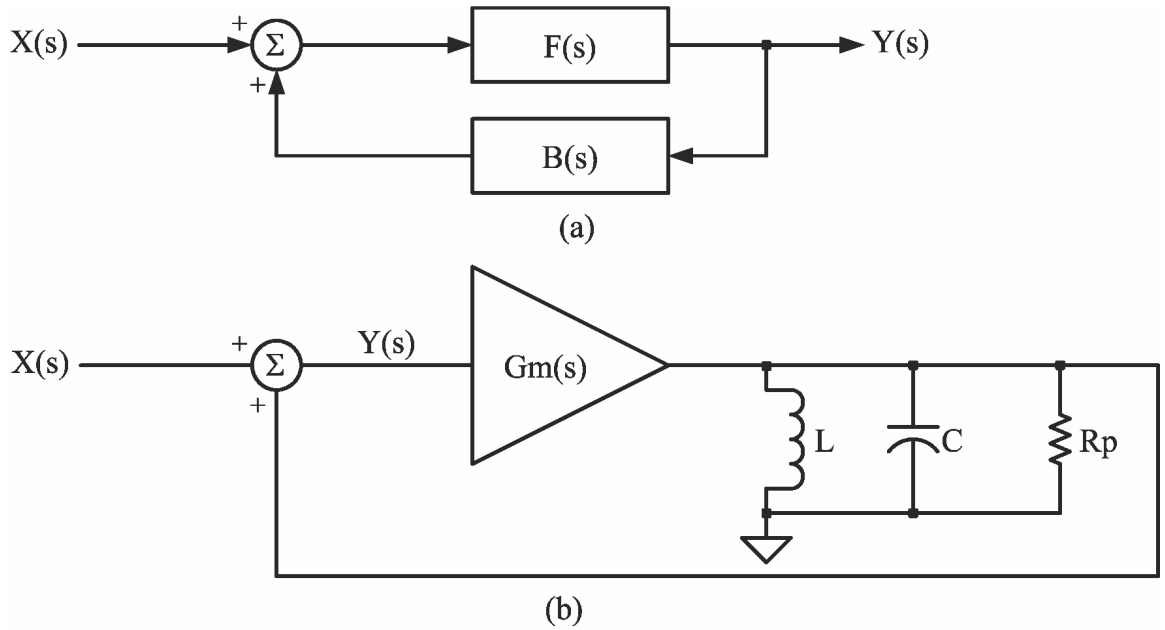 X(s)
+
Σ
+
F(s)
Y(s)
B(s)
(a)
X(s)
+
Σ
+
Y(s)
Gm(s)
L
C
Rp
(b)